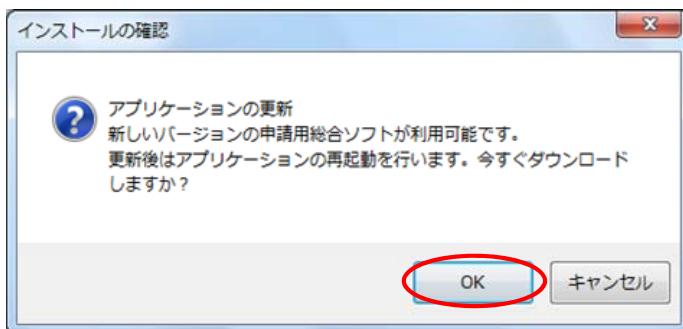 インストールの確認
アプリケーションの更新
新しいバージョンの申請用総合ソフトが利用可能です。
更新後はアプリケーションの再起動を行います。今すぐダウンロード
しますか？
OK
キャンセル